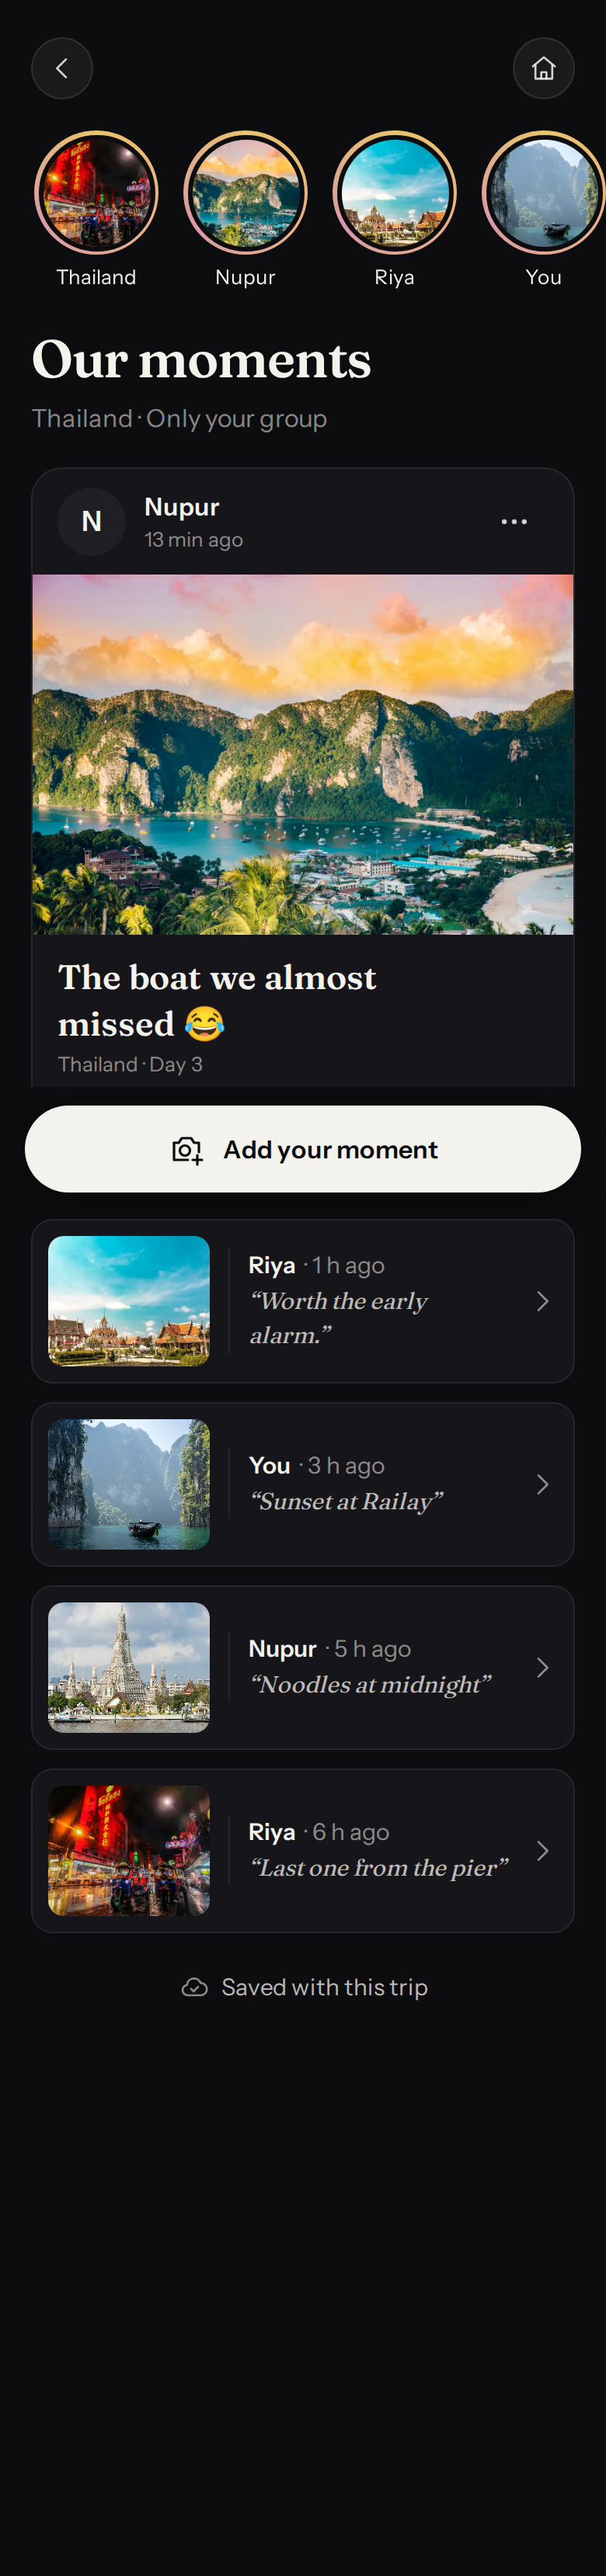 Thailand
Nupur
Riya
You
Our moments
Thailand · Only your group
N
Nupur
13 min ago
The boat we almost
missed 😂
Thailand · Day 3
Add your moment
Riya · 1 h ago
“Worth the early
alarm.”
You · 3 h ago
“Sunset at Railay”
Nupur · 5 h ago
“Noodles at midnight”
Riya · 6 h ago
“Last one from the pier”
Saved with this trip